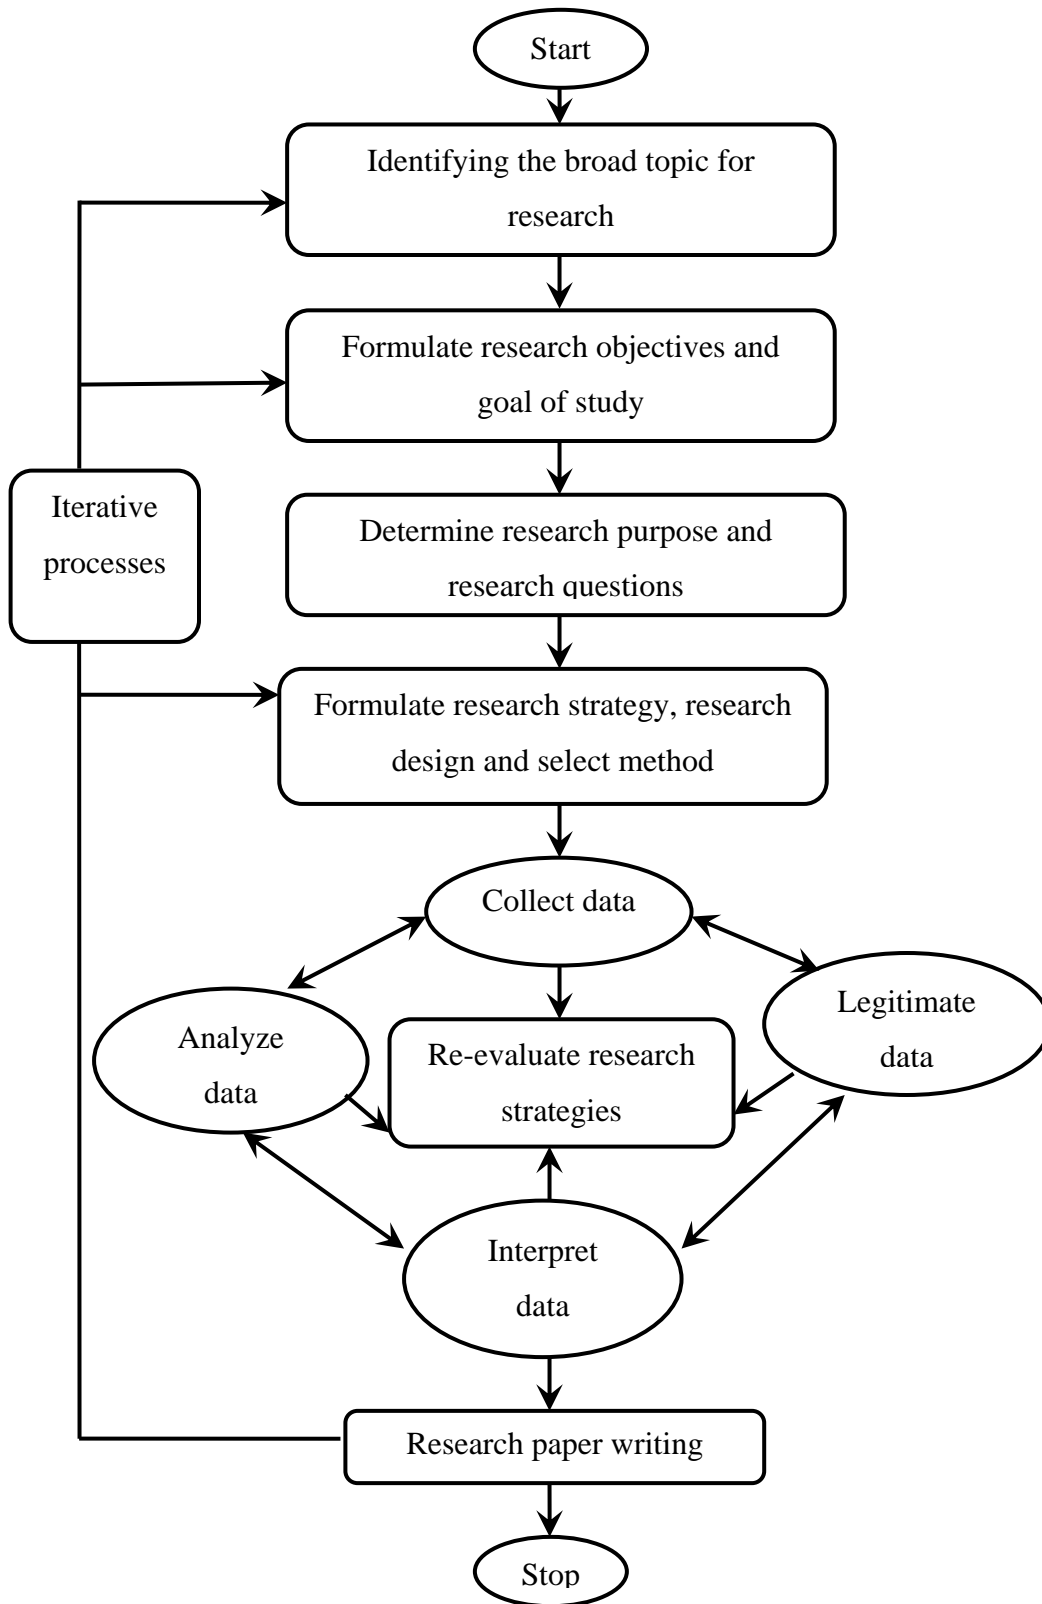 Start
Identifying the broad topic for
research
Formulate research objectives and
goal of study
Iterative
processes
Determine research purpose and
research questions
Formulate research strategy, research
design and select method
Collect data
Legitimate
data
Analyze
data
Re-evaluate research
strategies
Interpret
data
Research paper writing
Stop